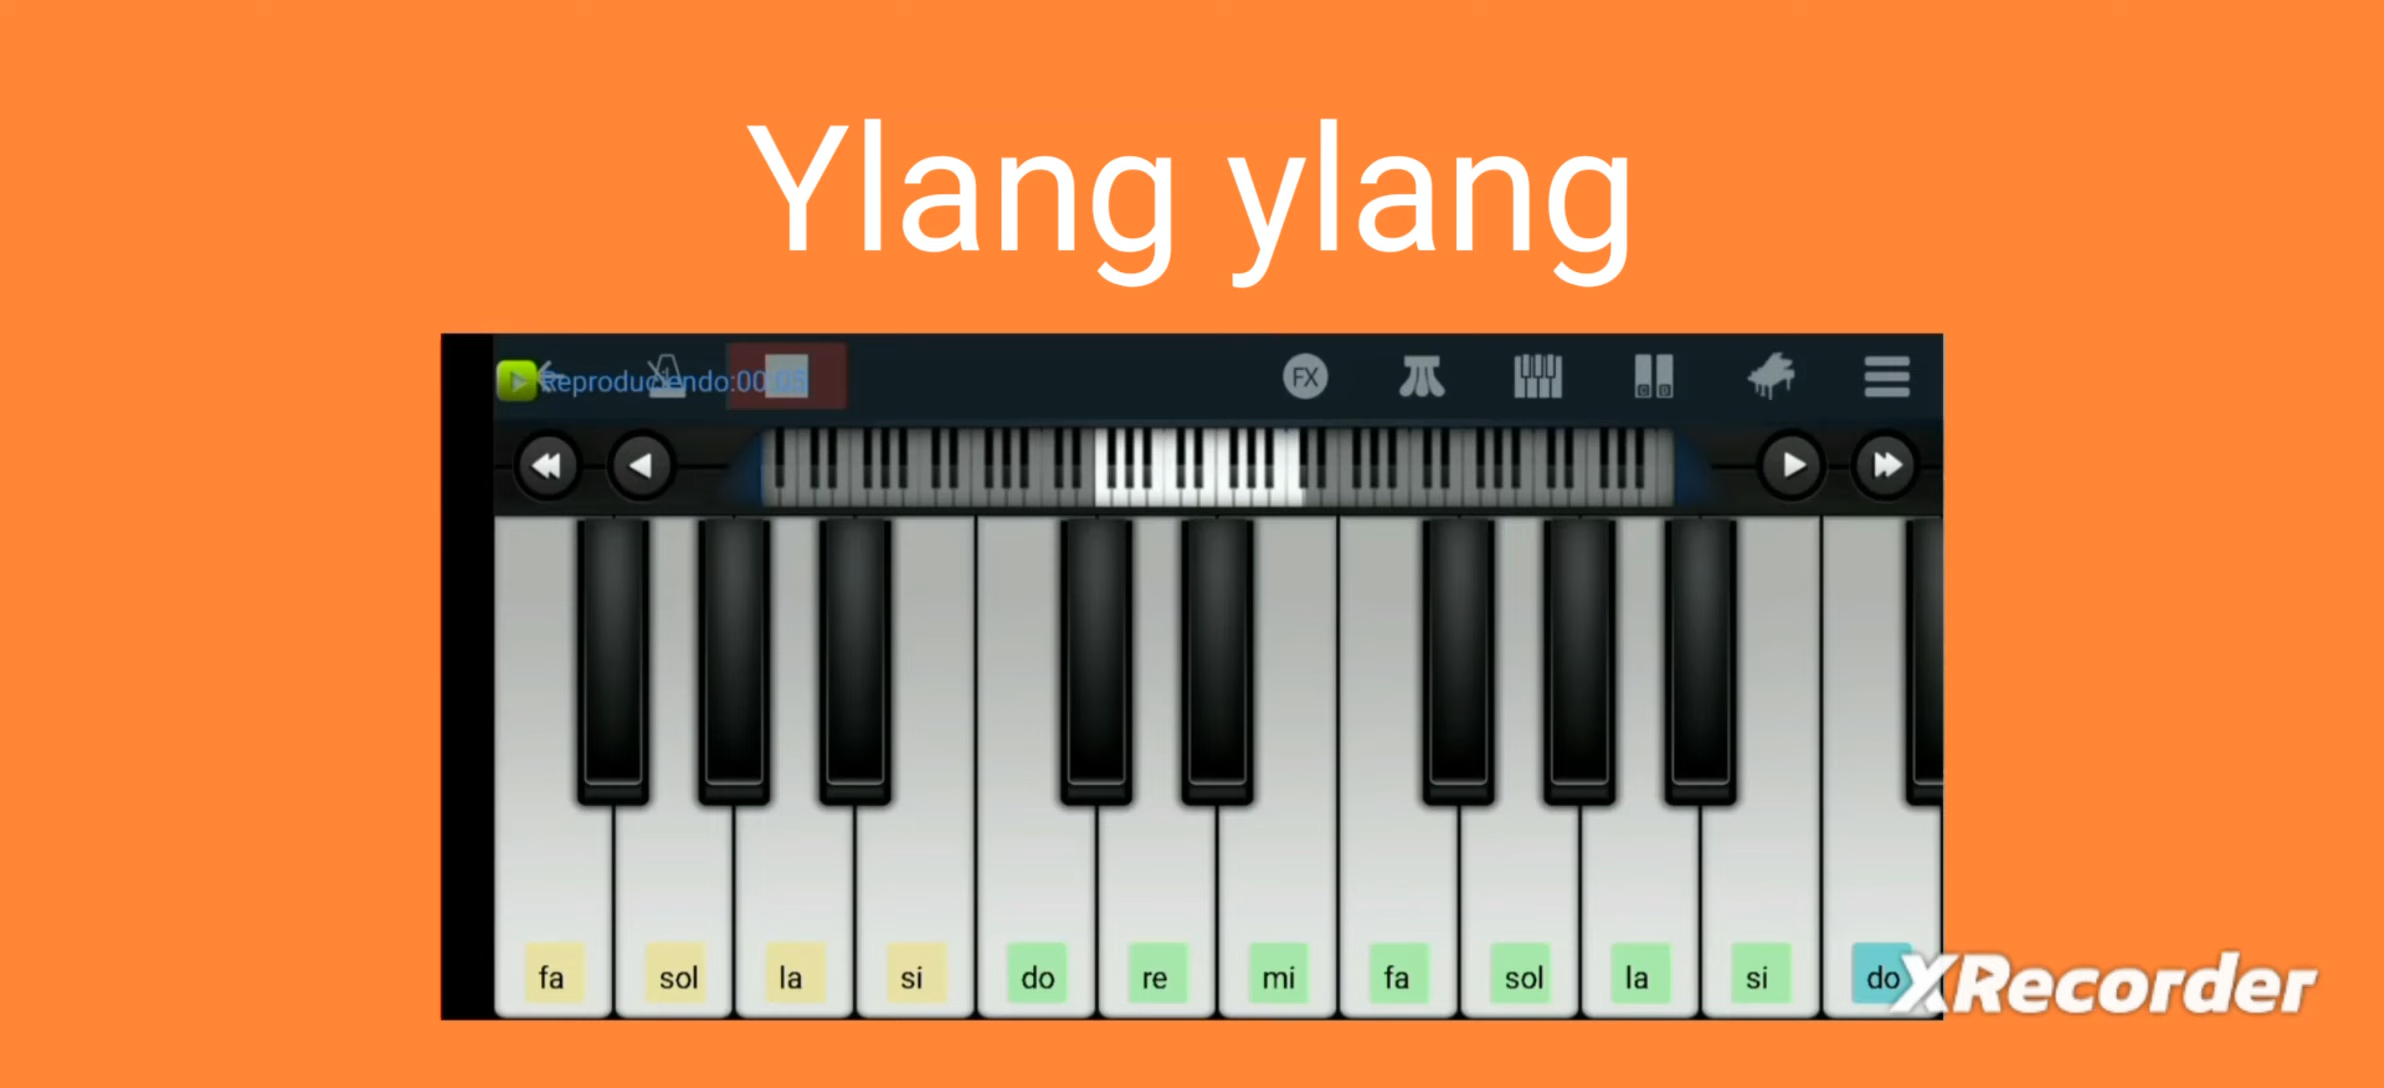 Ylang ylang
Reproduciendo:00:05
FX
fa sol la si do re mi fa sol la si do
XRecorder